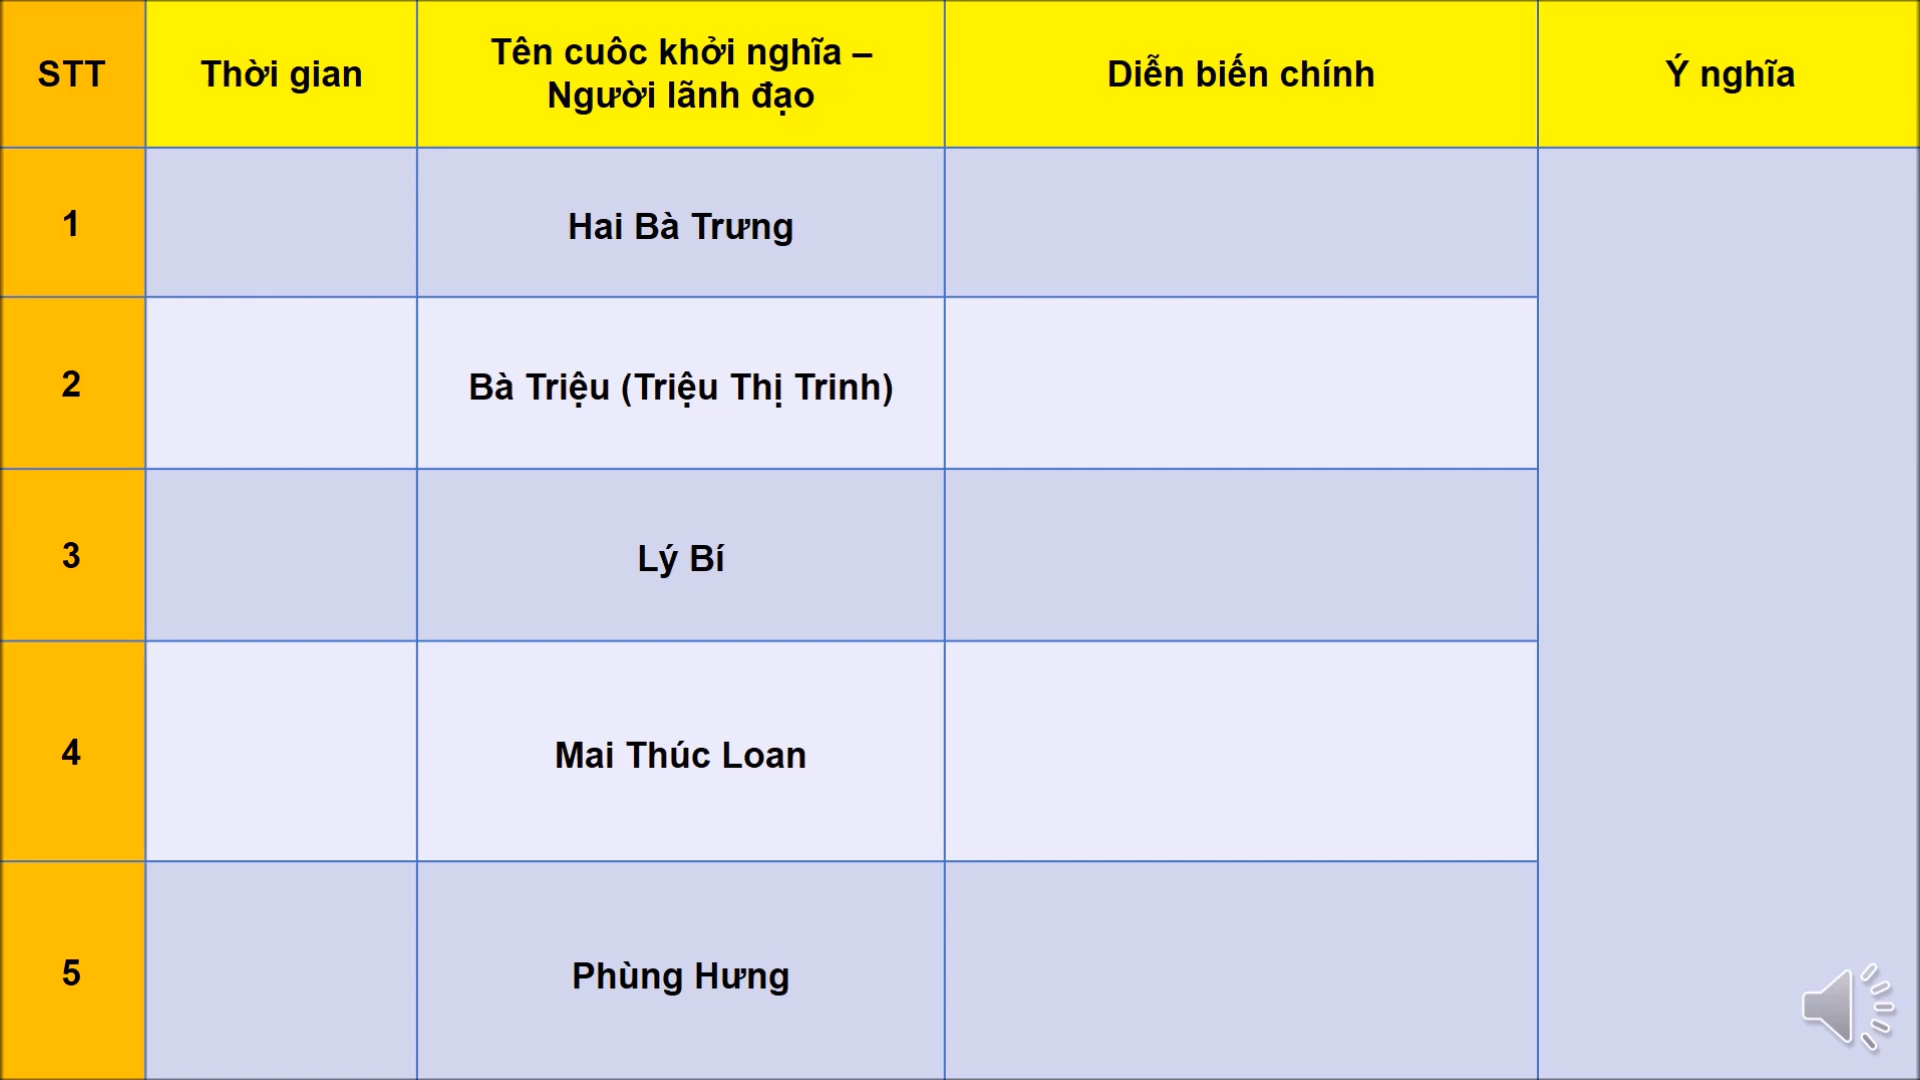 STT
Thời gian
Tên cuôc khởi nghĩa –
Người lãnh đạo
Diễn biến chính
Ý nghĩa
1
Hai Bà Trưng
2
Bà Triệu (Triệu Thị Trinh)
3
Lý Bí
4
Mai Thúc Loan
5
Phùng Hưng